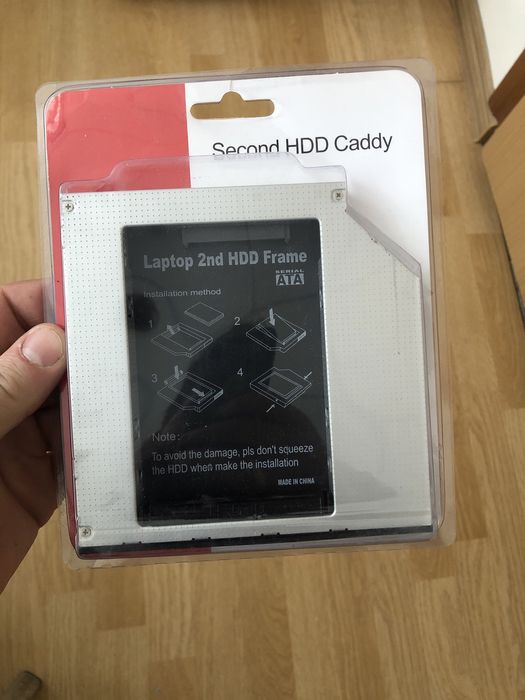 Second HDD Caddy
Laptop 2nd HDD Frame
SERIAL
ATA
Installation method
1
2
3
4
Note:
To avoid the damage, pls don't squeeze
the HDD when make the installation
MADE IN CHINA